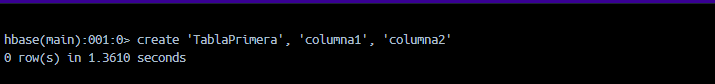 hbase(main):001:0> create 'TablaPrimera', 'columna1', 'columna2'
0 row(s) in 1.3610 seconds